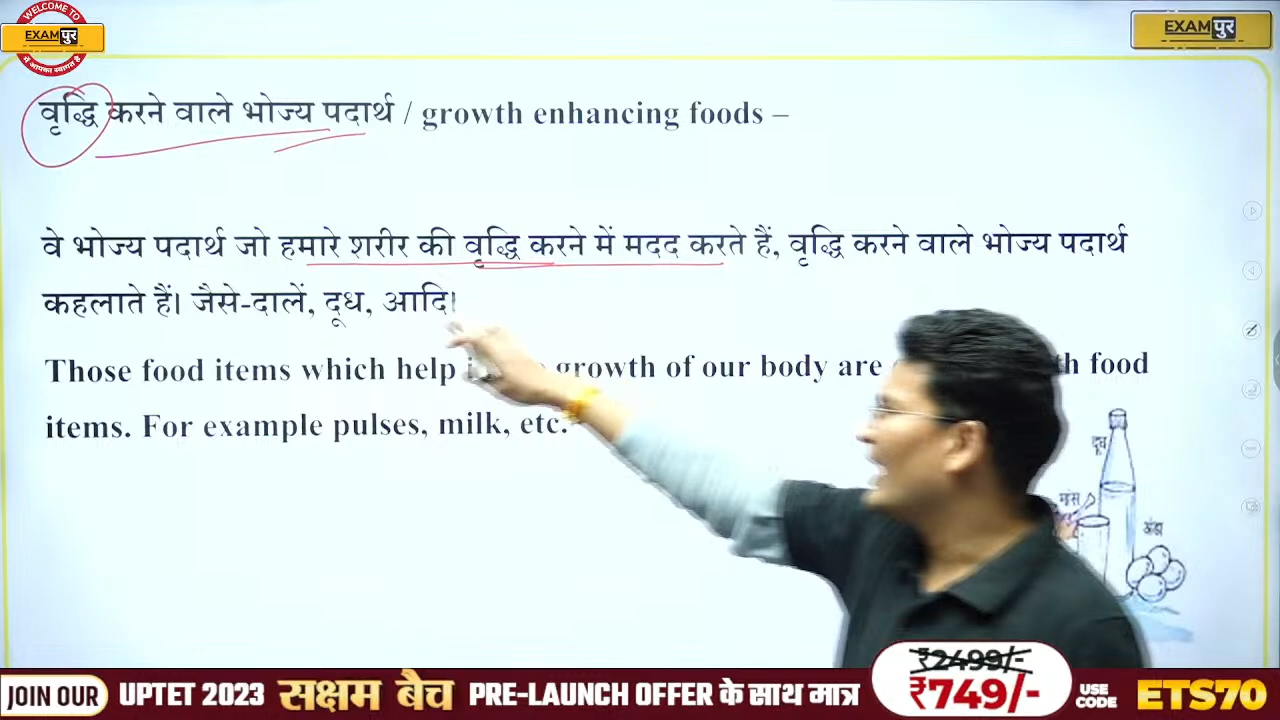 WELCOME TO
EXAMपुर
में आपका स्वागत है
EXAMपुर
वृद्धि करने वाले भोज्य पदार्थ / growth enhancing foods –
वे भोज्य पदार्थ जो हमारे शरीर की वृद्धि करने में मदद करते हैं, वृद्धि करने वाले भोज्य पदार्थ
कहलाते हैं। जैसे-दालें, दूध, आदि।
Those food items which help growth of our body are food
items. For example pulses, milk, etc.
दूध
मांस
अंडा
JOIN OUR UPTET 2023 सक्षम बैच PRE-LAUNCH OFFER के साथ मात्र ₹2499/- ₹749/- USE CODE ETS70